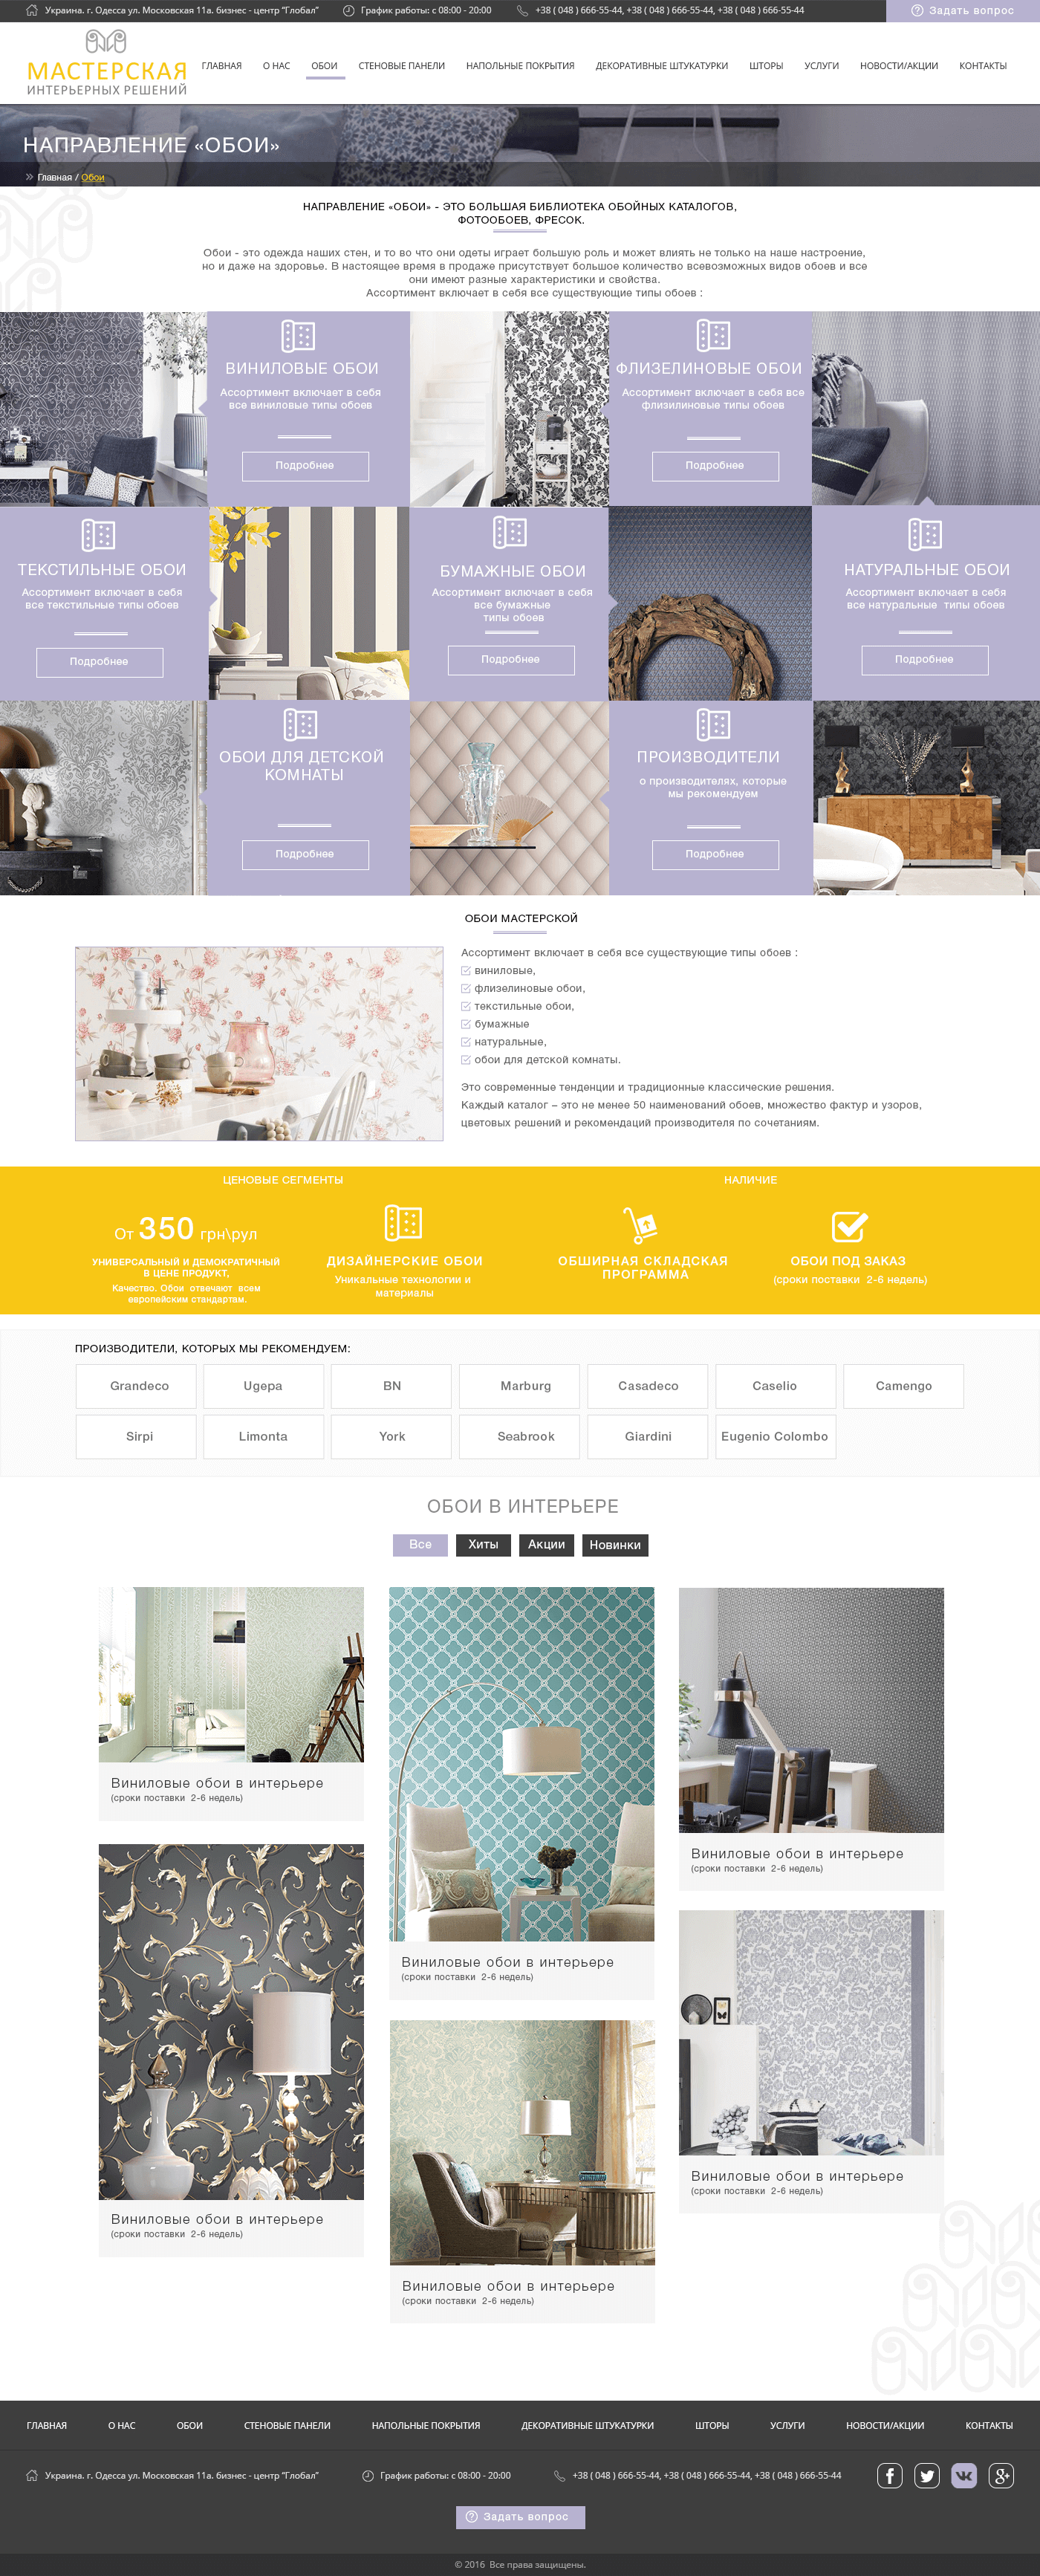 Украина. г. Одесса ул. Московская 11а. бизнес - центр “Глобал”
График работы: с 08:00 - 20:00
+38 ( 048 ) 666-55-44, +38 ( 048 ) 666-55-44, +38 ( 048 ) 666-55-44
Задать вопрос
МАСТЕРСКАЯ
ИНТЕРЬЕРНЫХ РЕШЕНИЙ
ГЛАВНАЯ
О НАС
ОБОИ
СТЕНОВЫЕ ПАНЕЛИ
НАПОЛЬНЫЕ ПОКРЫТИЯ
ДЕКОРАТИВНЫЕ ШТУКАТУРКИ
ШТОРЫ
УСЛУГИ
НОВОСТИ/АКЦИИ
КОНТАКТЫ
НАПРАВЛЕНИЕ «ОБОИ»
Главная / Обои
НАПРАВЛЕНИЕ «ОБОИ» - ЭТО БОЛЬШАЯ БИБЛИОТЕКА ОБОЙНЫХ КАТАЛОГОВ,
ФОТООБОЕВ, ФРЕСОК.
Обои - это одежда наших стен, и то во что они одеты играет большую роль и может влиять не только на наше настроение,
но и даже на здоровье. В настоящее время в продаже присутствует большое количество всевозможных видов обоев и все
они имеют разные характеристики и свойства.
Ассортимент включает в себя все существующие типы обоев :
ВИНИЛОВЫЕ ОБОИ
Ассортимент включает в себя
все виниловые типы обоев
Подробнее
ФЛИЗЕЛИНОВЫЕ ОБОИ
Ассортимент включает в себя все
флизилиновые типы обоев
Подробнее
ТЕКСТИЛЬНЫЕ ОБОИ
Ассортимент включает в себя
все текстильные типы обоев
Подробнее
БУМАЖНЫЕ ОБОИ
Ассортимент включает в себя
все бумажные
типы обоев
Подробнее
НАТУРАЛЬНЫЕ ОБОИ
Ассортимент включает в себя
все натуральные типы обоев
Подробнее
ОБОИ ДЛЯ ДЕТСКОЙ
КОМНАТЫ
Подробнее
ПРОИЗВОДИТЕЛИ
о производителях, которые
мы рекомендуем
Подробнее
ОБОИ МАСТЕРСКОЙ
Ассортимент включает в себя все существующие типы обоев :
виниловые,
флизелиновые обои,
текстильные обои,
бумажные
натуральные,
обои для детской комнаты.
Это современные тенденции и традиционные классические решения.
Каждый каталог – это не менее 50 наименований обоев, множество фактур и узоров,
цветовых решений и рекомендаций производителя по сочетаниям.
ЦЕНОВЫЕ СЕГМЕНТЫ
НАЛИЧИЕ
От 350 грн\рул
УНИВЕРСАЛЬНЫЙ И ДЕМОКРАТИЧНЫЙ
В ЦЕНЕ ПРОДУКТ,
Качество. Обои отвечают всем
европейским стандартам.
ДИЗАЙНЕРСКИЕ ОБОИ
Уникальные технологии и
материалы
ОБШИРНАЯ СКЛАДСКАЯ
ПРОГРАММА
ОБОИ ПОД ЗАКАЗ
(сроки поставки 2-6 недель)
ПРОИЗВОДИТЕЛИ, КОТОРЫХ МЫ РЕКОМЕНДУЕМ:
Grandeco
Ugepa
BN
Marburg
Casadeco
Caselio
Camengo
Sirpi
Limonta
York
Seabrook
Giardini
Eugenio Colombo
ОБОИ В ИНТЕРЬЕРЕ
Все
Хиты
Акции
Новинки
Виниловые обои в интерьере
(сроки поставки 2-6 недель)
Виниловые обои в интерьере
(сроки поставки 2-6 недель)
Виниловые обои в интерьере
(сроки поставки 2-6 недель)
Виниловые обои в интерьере
(сроки поставки 2-6 недель)
Виниловые обои в интерьере
(сроки поставки 2-6 недель)
Виниловые обои в интерьере
(сроки поставки 2-6 недель)
ГЛАВНАЯ
О НАС
ОБОИ
СТЕНОВЫЕ ПАНЕЛИ
НАПОЛЬНЫЕ ПОКРЫТИЯ
ДЕКОРАТИВНЫЕ ШТУКАТУРКИ
ШТОРЫ
УСЛУГИ
НОВОСТИ/АКЦИИ
КОНТАКТЫ
Украина. г. Одесса ул. Московская 11а. бизнес - центр “Глобал”
График работы: с 08:00 - 20:00
+38 ( 048 ) 666-55-44, +38 ( 048 ) 666-55-44, +38 ( 048 ) 666-55-44
Задать вопрос
© 2016 Все права защищены.